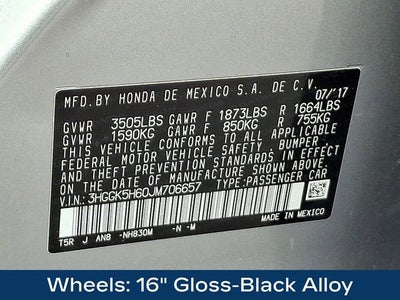 MFD.BY HONDA DE MEXICO S.A. DE C.V. 07/'17
GVWR 3505LBS GAWR F 1873LBS R 1664LBS
GVWR 1590KG GAWR F 850KG R 755KG
THIS VEHICLE CONFORMS TO ALL APPLICABLE
FEDERAL MOTOR VEHICLE SAFETY, BUMPER
AND THEFT PREVENTION STANDARDS IN EFFECT ON
THE DATE OF MANUFACTURE SHOWN ABOVE.
V.I.N.: 3HGGK5H60JM706657 TYPE:PASSENGER CAR
T5R J AN8 -NH830M -N -M MADE IN MEXICO
Wheels: 16" Gloss-Black Alloy